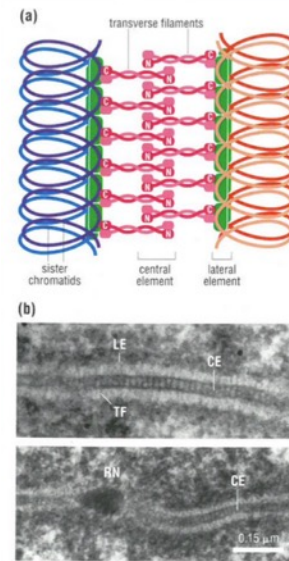 (a)
transverse filaments
N C
C N
N C
C N
N C
C N
N C
C N
N C
C N
N C
C N
sister
chromatids
central
element
lateral
element
(b)
LE
CE
TF
RN
CE
0.15 µm